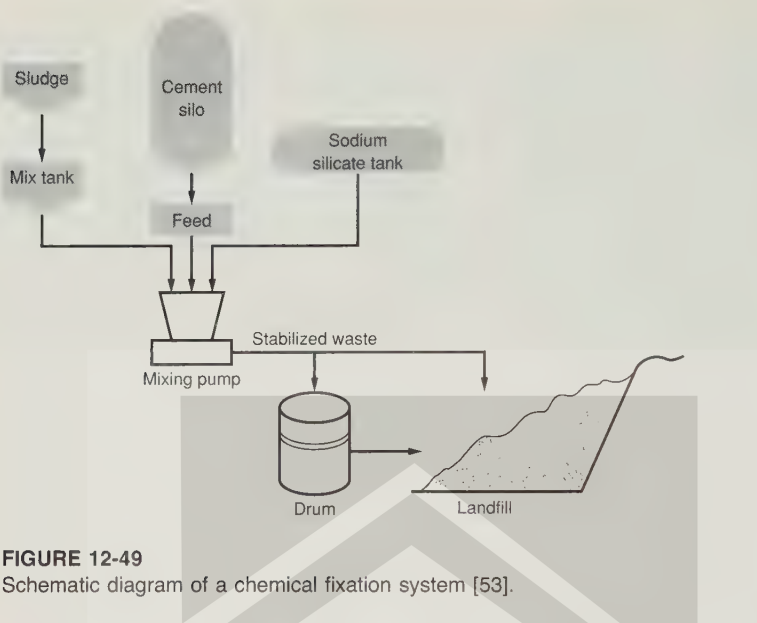 Sludge
Cement
silo
Sodium
silicate tank
Mix tank
Feed
Stabilized waste
Mixing pump
Drum
Landfill
FIGURE 12-49
Schematic diagram of a chemical fixation system [53].